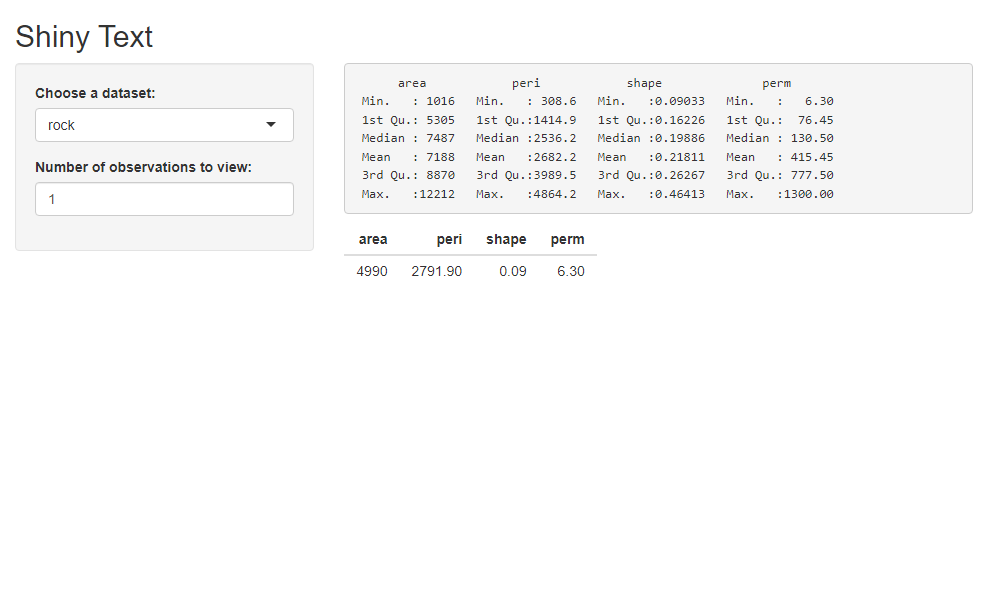 Shiny Text
Choose a dataset:
rock
Number of observations to view:
1
area peri shape perm
Min. : 1016 Min. : 308.6 Min. :0.09033 Min. : 6.30
1st Qu.: 5305 1st Qu.:1414.9 1st Qu.:0.16226 1st Qu.: 76.45
Median : 7487 Median :2536.2 Median :0.19886 Median : 130.50
Mean : 7188 Mean :2682.2 Mean :0.21811 Mean : 415.45
3rd Qu.: 8870 3rd Qu.:3989.5 3rd Qu.:0.26267 3rd Qu.: 777.50
Max. :12212 Max. :4864.2 Max. :0.46413 Max. :1300.00
area peri shape perm
4990 2791.90 0.09 6.30